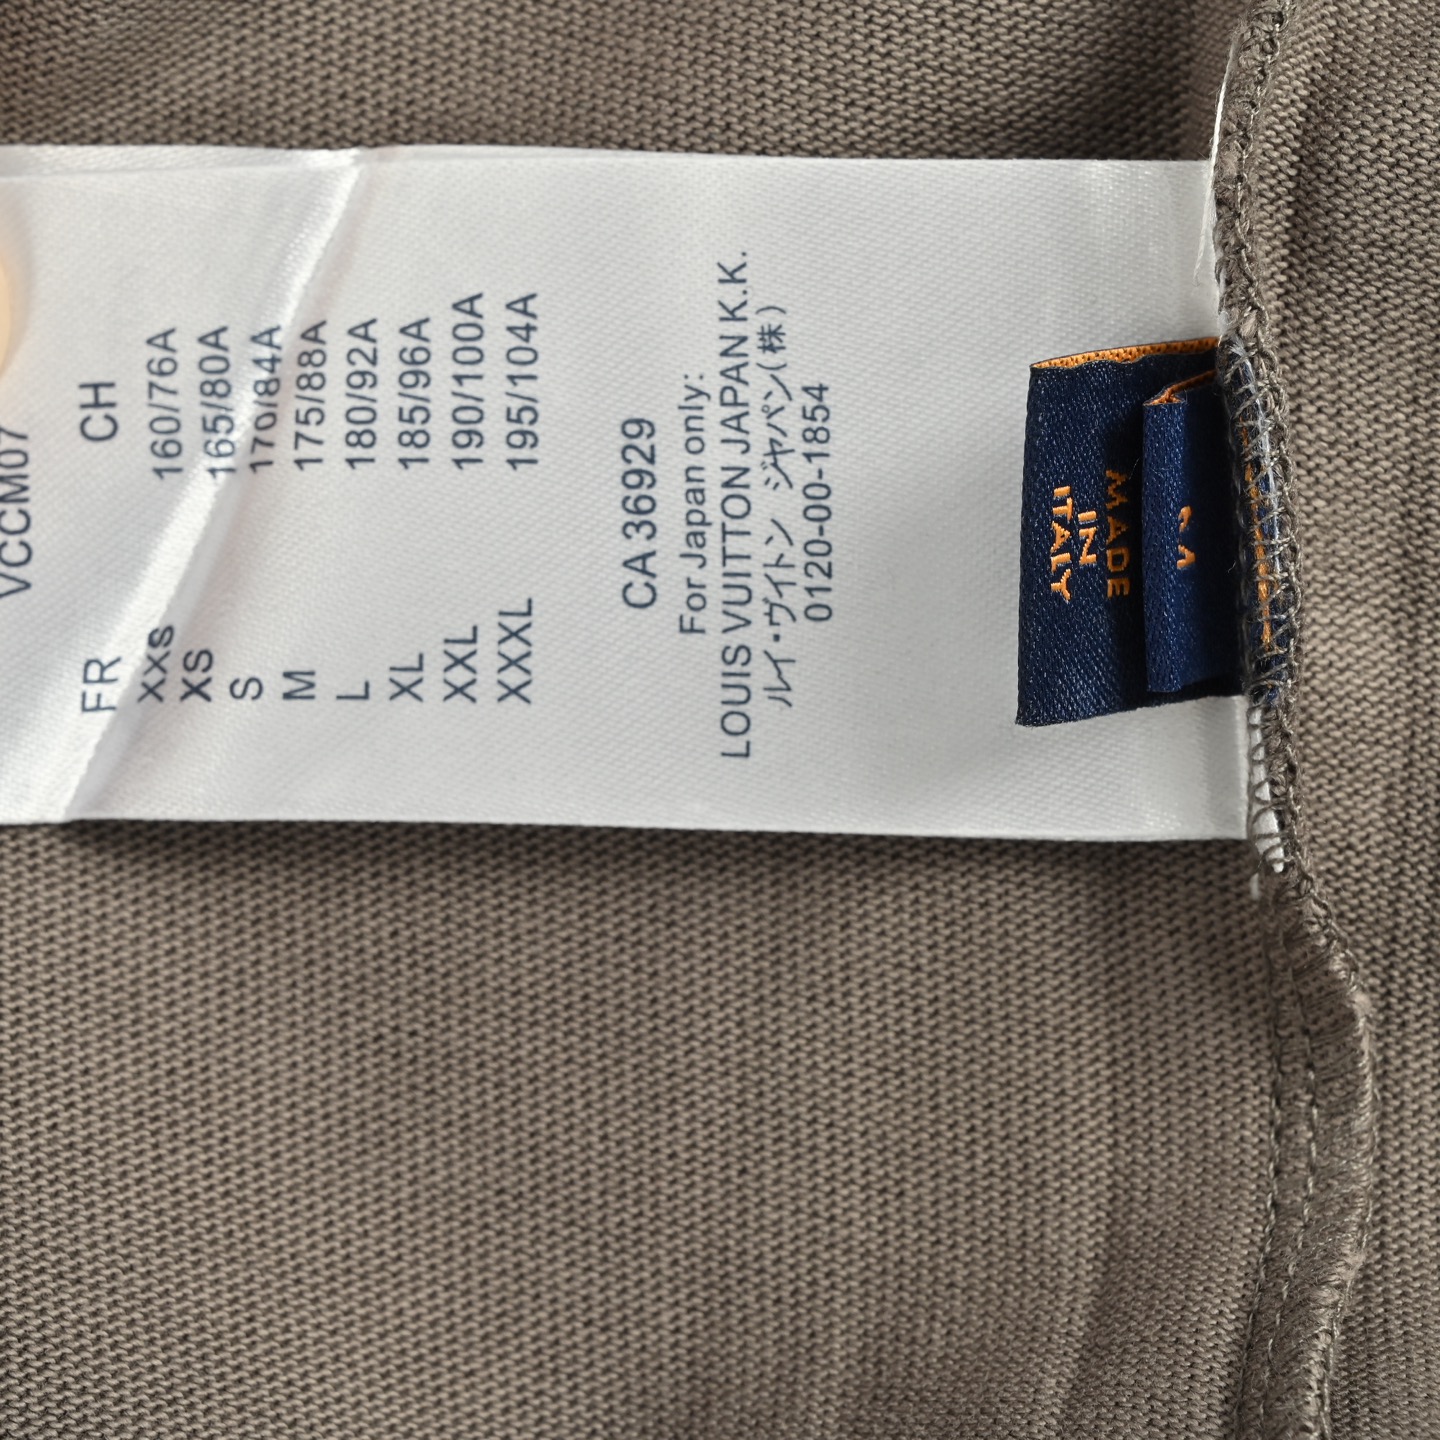 VCCM07
FR CH
XXS 160/76A
XS 165/80A
S 170/84A
M 175/88A
L 180/92A
XL 185/96A
XXL 190/100A
XXXL 195/104A
CA 36929
For Japan only:
LOUIS VUITTON JAPAN K.K.
ルイ・ヴィトン ジャパン(株)
0120-00-1854
MADE
IN
ITALY